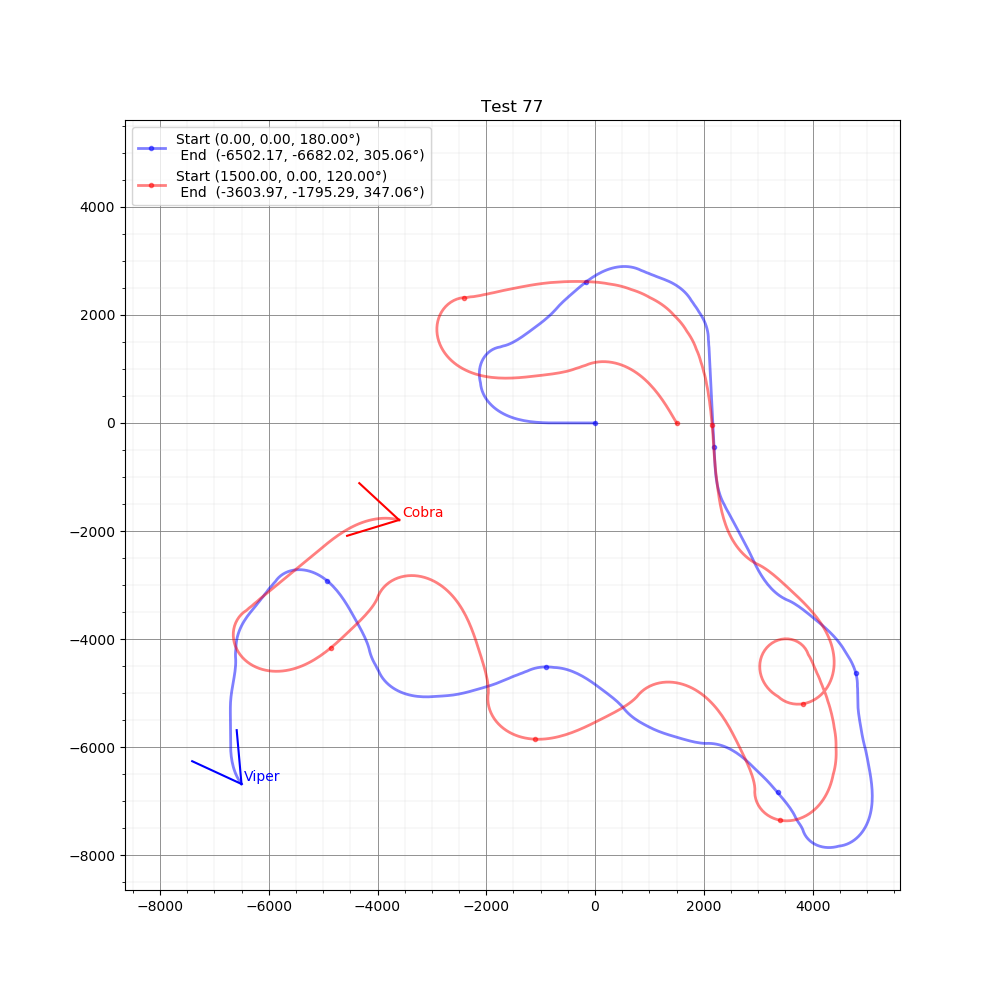 Test 77
Start (0.00, 0.00, 180.00°)
End (-6502.17, -6682.02, 305.06°)
Start (1500.00, 0.00, 120.00°)
End (-3603.97, -1795.29, 347.06°)
4000
2000
0
−2000
−4000
−6000
−8000
Cobra
Viper
−8000 −6000 −4000 −2000 0 2000 4000